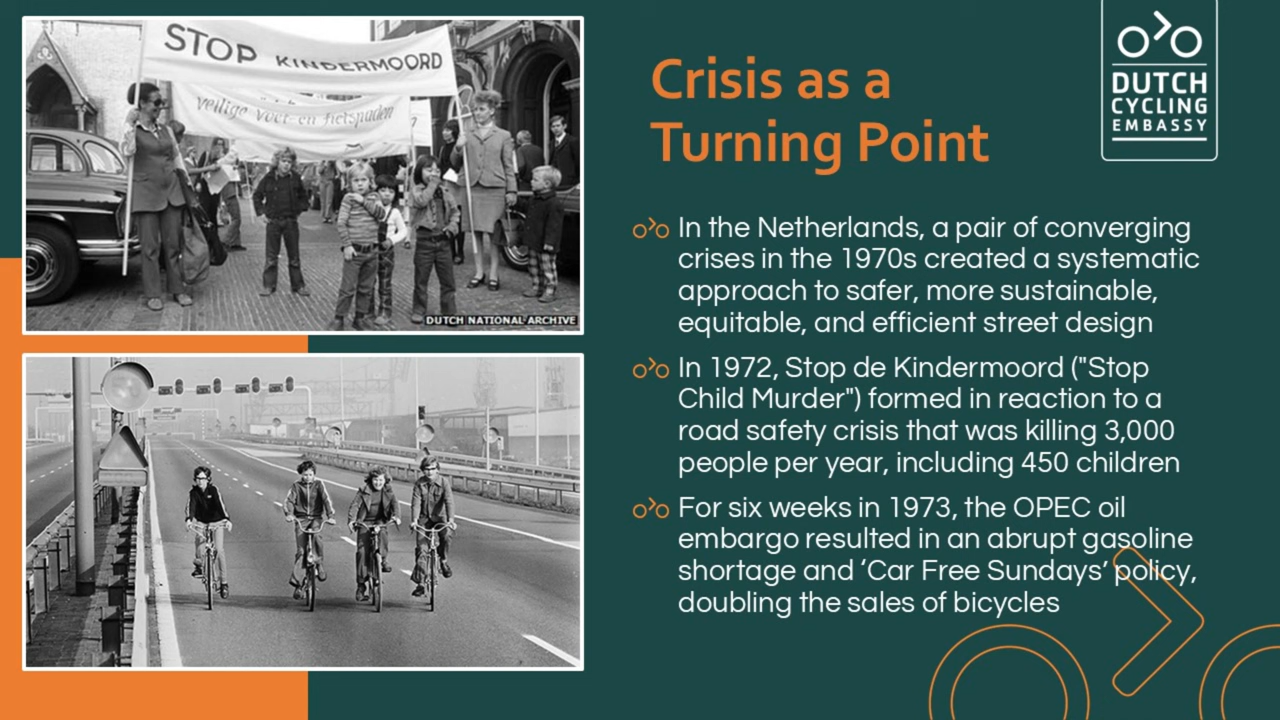 STOP KINDERMOORD
veilige voet- en fietspaden
DUTCH NATIONAL ARCHIVE
Crisis as a
Turning Point
DUTCH
CYCLING
EMBASSY
In the Netherlands, a pair of converging
crises in the 1970s created a systematic
approach to safer, more sustainable,
equitable, and efficient street design
In 1972, Stop de Kindermoord ("Stop
Child Murder") formed in reaction to a
road safety crisis that was killing 3,000
people per year, including 450 children
For six weeks in 1973, the OPEC oil
embargo resulted in an abrupt gasoline
shortage and ‘Car Free Sundays’ policy,
doubling the sales of bicycles